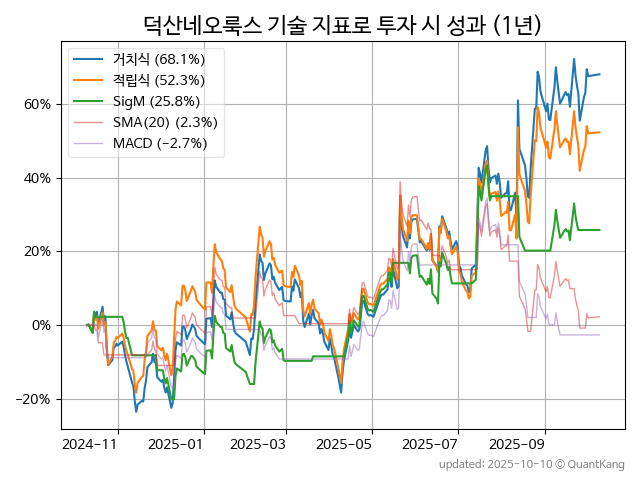 덕산네오룩스 기술 지표로 투자 시 성과 (1년)
거치식 (68.1%)
적립식 (52.3%)
SigM (25.8%)
SMA(20) (2.3%)
MACD (-2.7%)
60%
40%
20%
0%
-20%
2024-11
2025-01
2025-03
2025-05
2025-07
2025-09
updated: 2025-10-10 © QuantKang